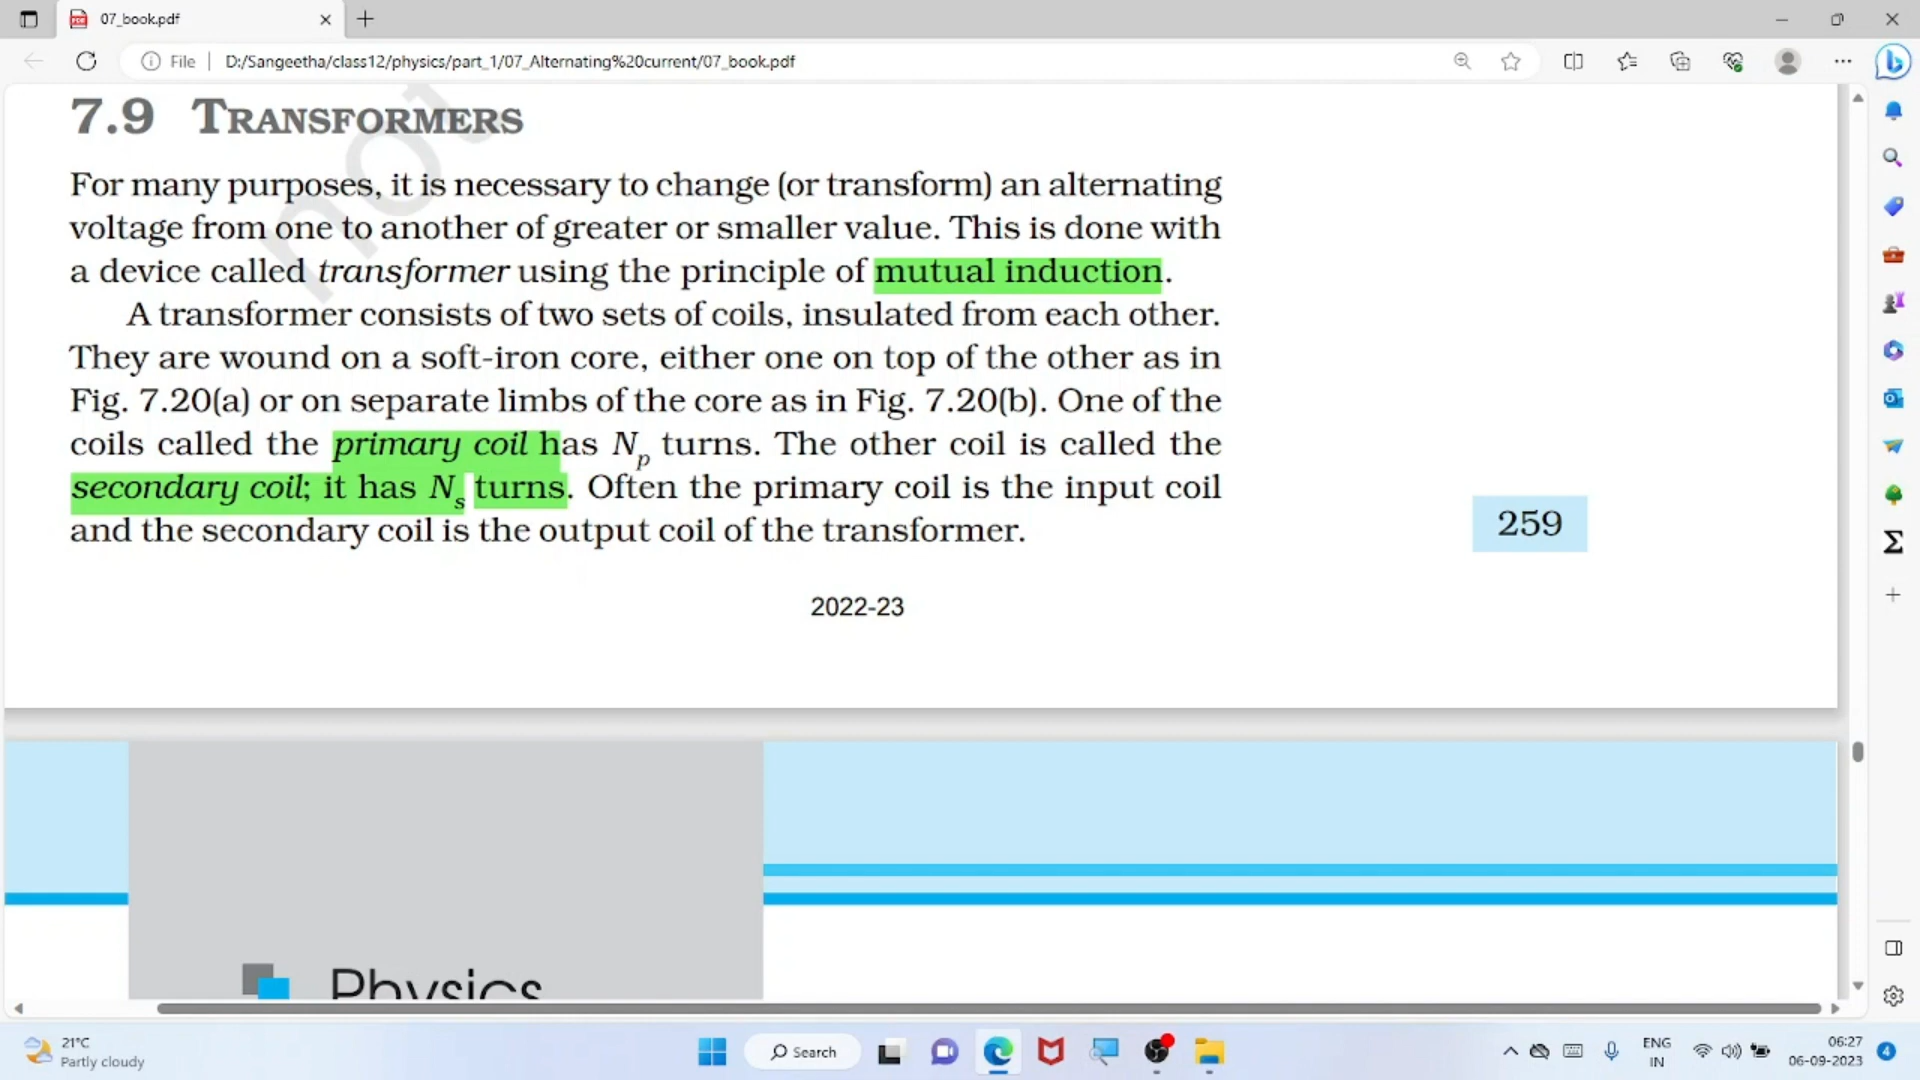 07_book.pdf
File
D:/Sangeetha/class12/physics/part_1/07_Alternating%20current/07_book.pdf
7.9 TRANSFORMERS
not
For many purposes, it is necessary to change (or transform) an alternating
voltage from one to another of greater or smaller value. This is done with
a device called transformer using the principle of mutual induction.
A transformer consists of two sets of coils, insulated from each other.
They are wound on a soft-iron core, either one on top of the other as in
Fig. 7.20(a) or on separate limbs of the core as in Fig. 7.20(b). One of the
coils called the primary coil has Np turns. The other coil is called the
secondary coil; it has Ns turns. Often the primary coil is the input coil
and the secondary coil is the output coil of the transformer.
259
2022-23
Physics
21°C
Partly cloudy
Search
ENG
IN
06:27
06-09-2023
4